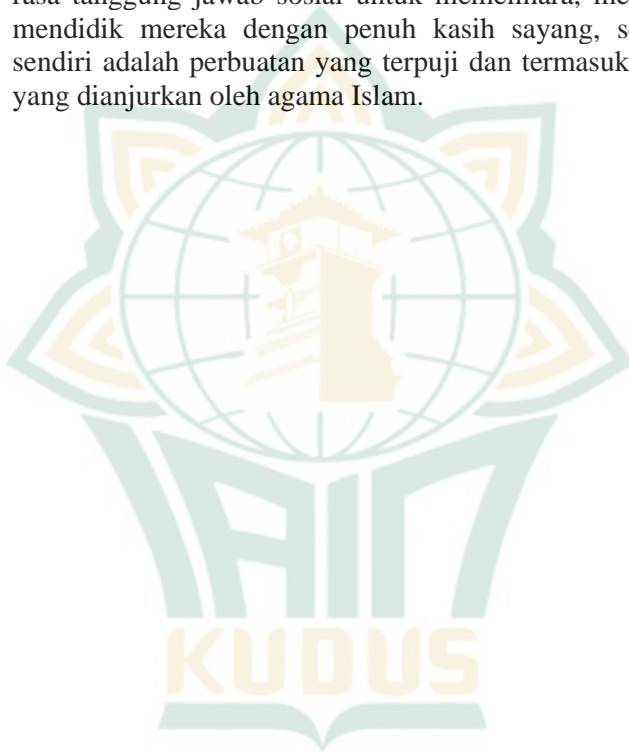 rasa tanggung jawab sosial untuk memelihara,
mendidik mereka dengan penuh kasih sayang,
sendiri adalah perbuatan yang terpuji dan termasuk
yang dianjurkan oleh agama Islam.
IAIN
KUDUS